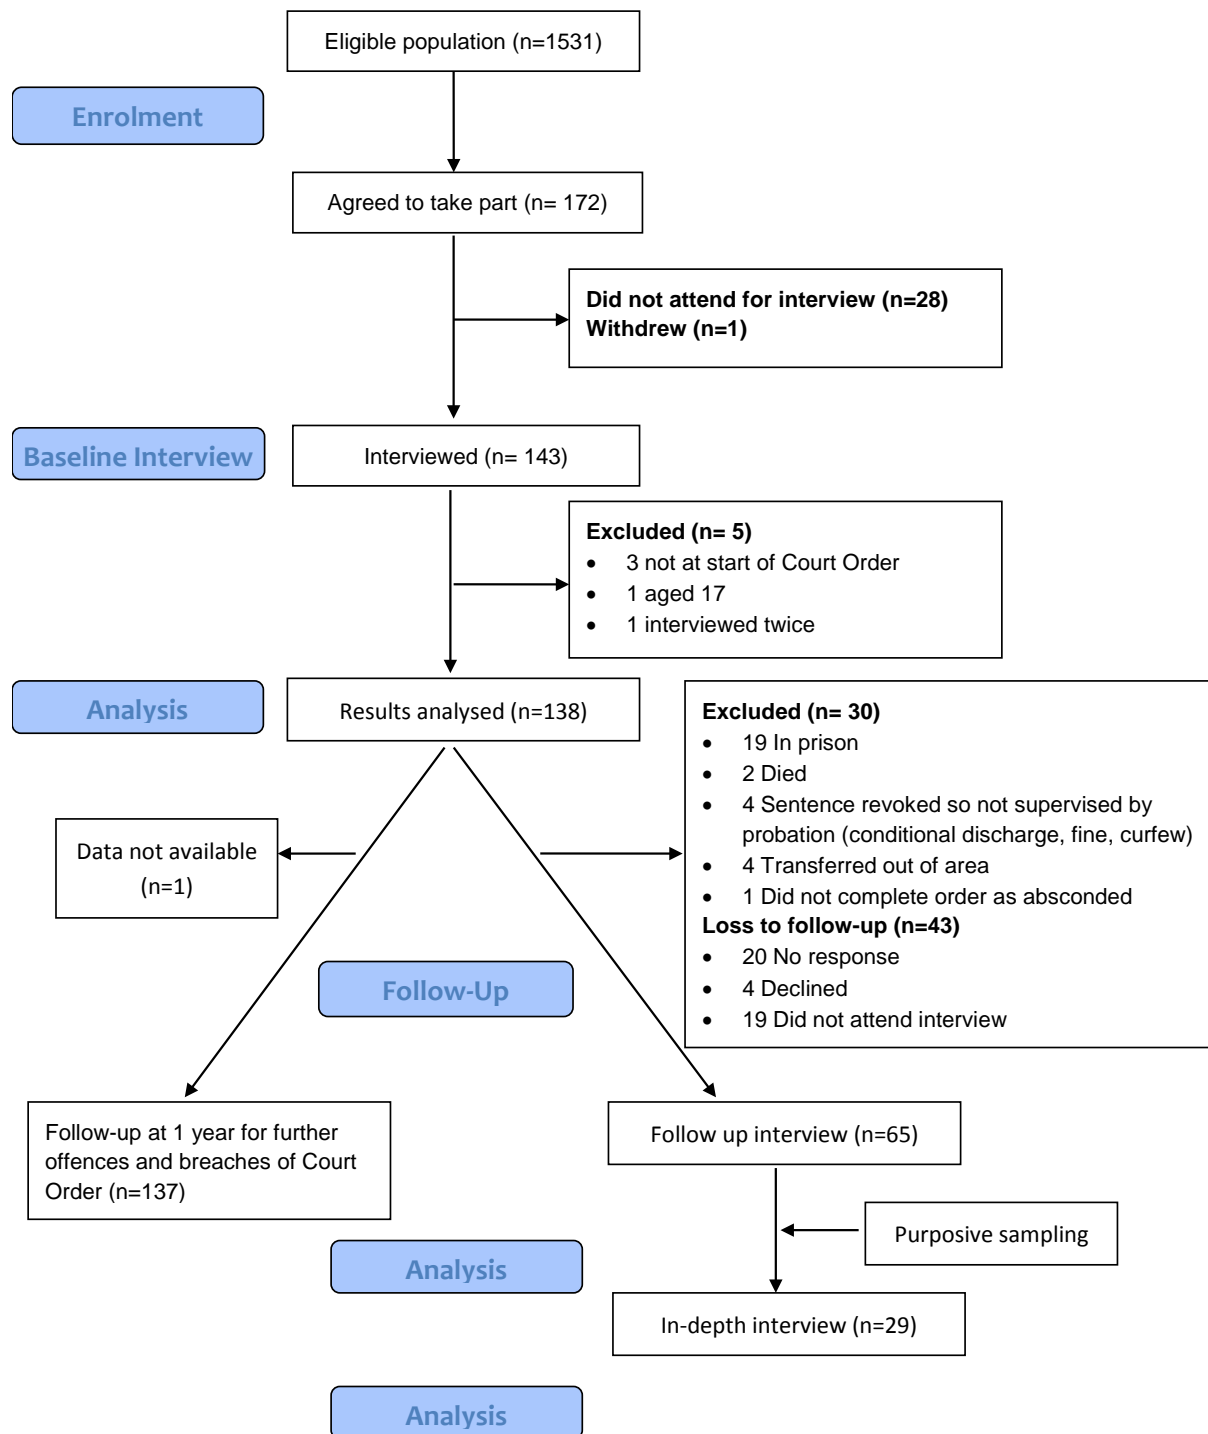 Eligible population (n=1531)
Enrolment
Agreed to take part (n= 172)
Did not attend for interview (n=28)
Withdrew (n=1)
Baseline Interview
Interviewed (n= 143)
Excluded (n= 5)
• 3 not at start of Court Order
• 1 aged 17
• 1 interviewed twice
Analysis
Results analysed (n=138)
Excluded (n= 30)
• 19 In prison
• 2 Died
• 4 Sentence revoked so not supervised by
probation (conditional discharge, fine, curfew)
• 4 Transferred out of area
• 1 Did not complete order as absconded
Loss to follow-up (n=43)
• 20 No response
• 4 Declined
• 19 Did not attend interview
Data not available
(n=1)
Follow-Up
Follow-up at 1 year for further
offences and breaches of Court
Order (n=137)
Follow up interview (n=65)
Purposive sampling
Analysis
In-depth interview (n=29)
Analysis